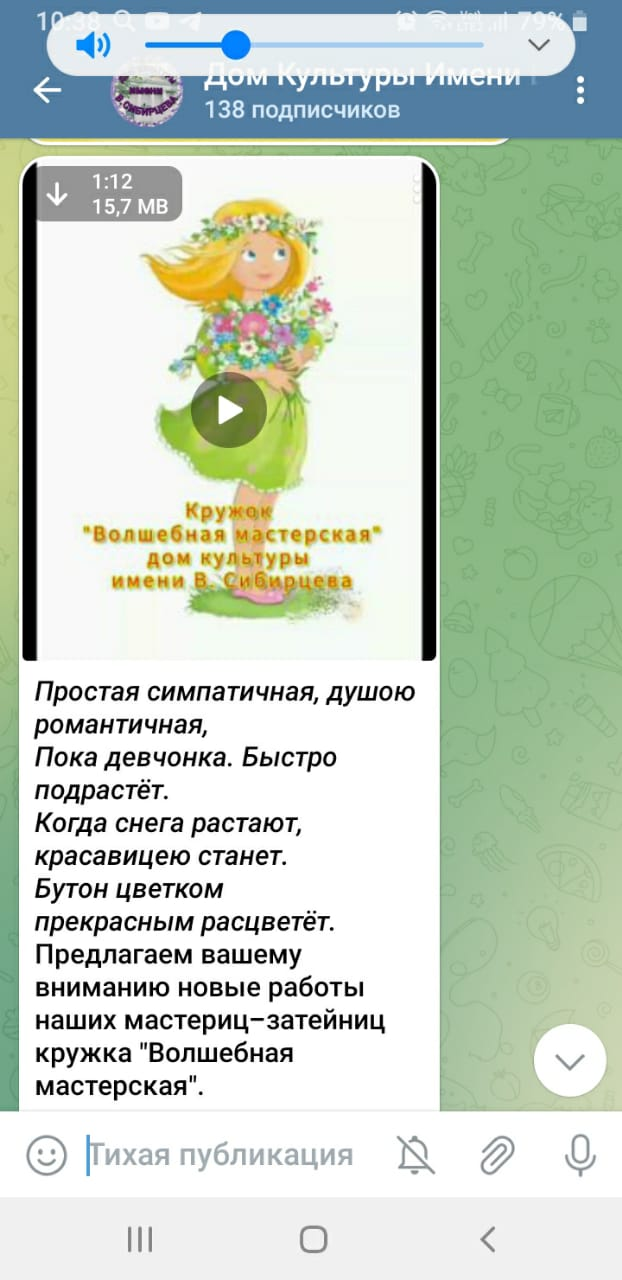 10:38
79%
Дом Культуры Имени
138 подписчиков
ИМЕНИ
В.СИБИРЦЕВА
1:12
15,7 MB
Кружок
"Волшебная мастерская"
дом культуры
имени В. Сибирцева
Простая симпатичная, душою
романтичная,
Пока девчонка. Быстро
подрастёт.
Когда снега растают,
красавицею станет.
Бутон цветком
прекрасным расцветёт.
Предлагаем вашему
вниманию новые работы
наших мастериц-затейниц
кружка "Волшебная
мастерская".
Тихая публикация